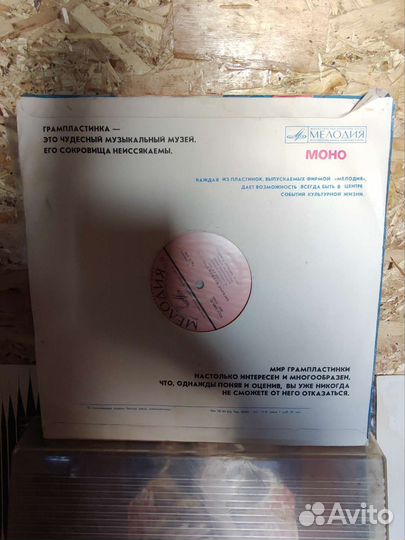 ГРАМПЛАСТИНКА —
ЭТО ЧУДЕСНЫЙ МУЗЫКАЛЬНЫЙ МУЗЕЙ.
ЕГО СОКРОВИЩА НЕИССЯКАЕМЫ.
МЕЛОДИЯ
МОНО
КАЖДАЯ ИЗ ПЛАСТИНОК, ВЫПУСКАЕМЫХ ФИРМОЙ «МЕЛОДИЯ»,
ДАЕТ ВОЗМОЖНОСТЬ ВСЕГДА БЫТЬ В ЦЕНТРЕ
СОБЫТИЙ КУЛЬТУРНОЙ ЖИЗНИ.
МЕЛОДИЯ
МИР ГРАМПЛАСТИНКИ
НАСТОЛЬКО ИНТЕРЕСЕН И МНОГООБРАЗЕН,
ЧТО, ОДНАЖДЫ ПОНЯВ И ОЦЕНИВ, ВЫ УЖЕ НИКОГДА
НЕ СМОЖЕТЕ ОТ НЕГО ОТКАЗАТЬСЯ.
Avito